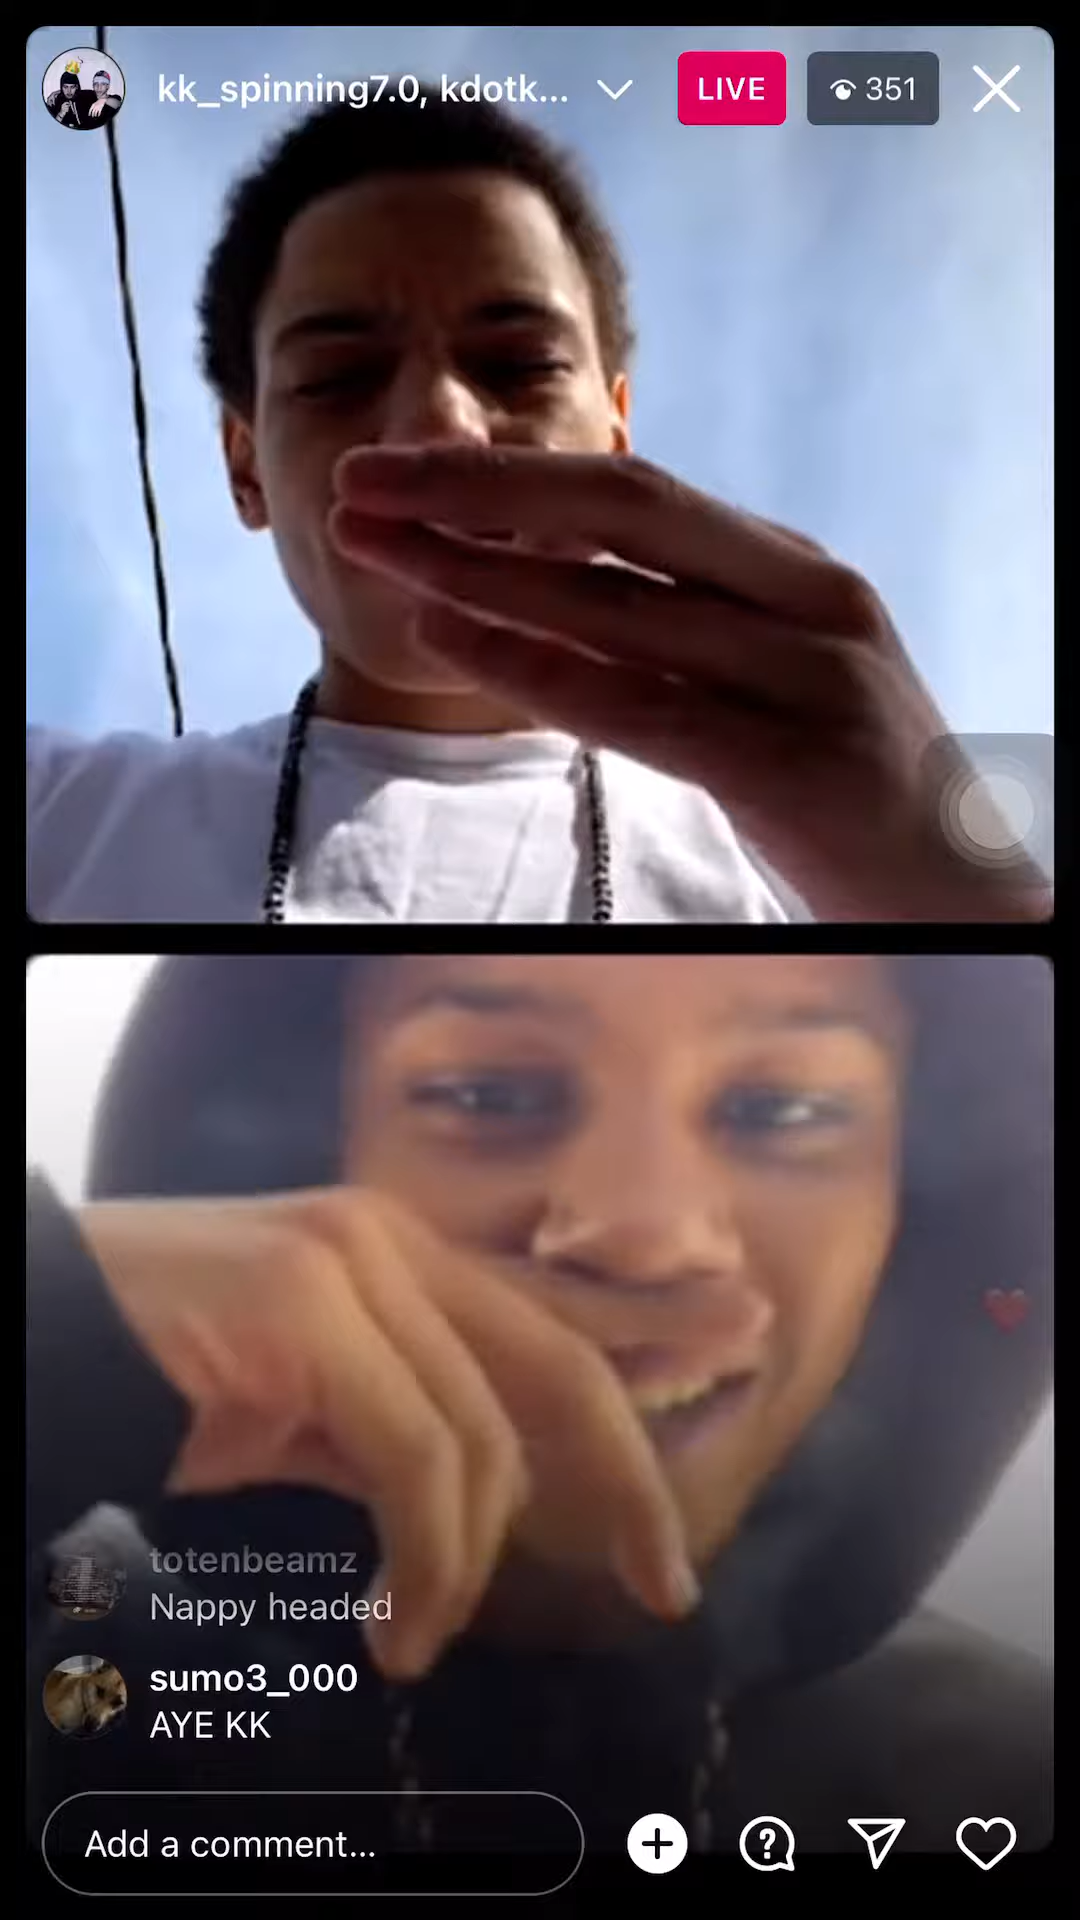 kk_spinning7.0, kdotk...
LIVE
351
totenbeamz
Nappy headed
sumo3_000
AYE KK
Add a comment...